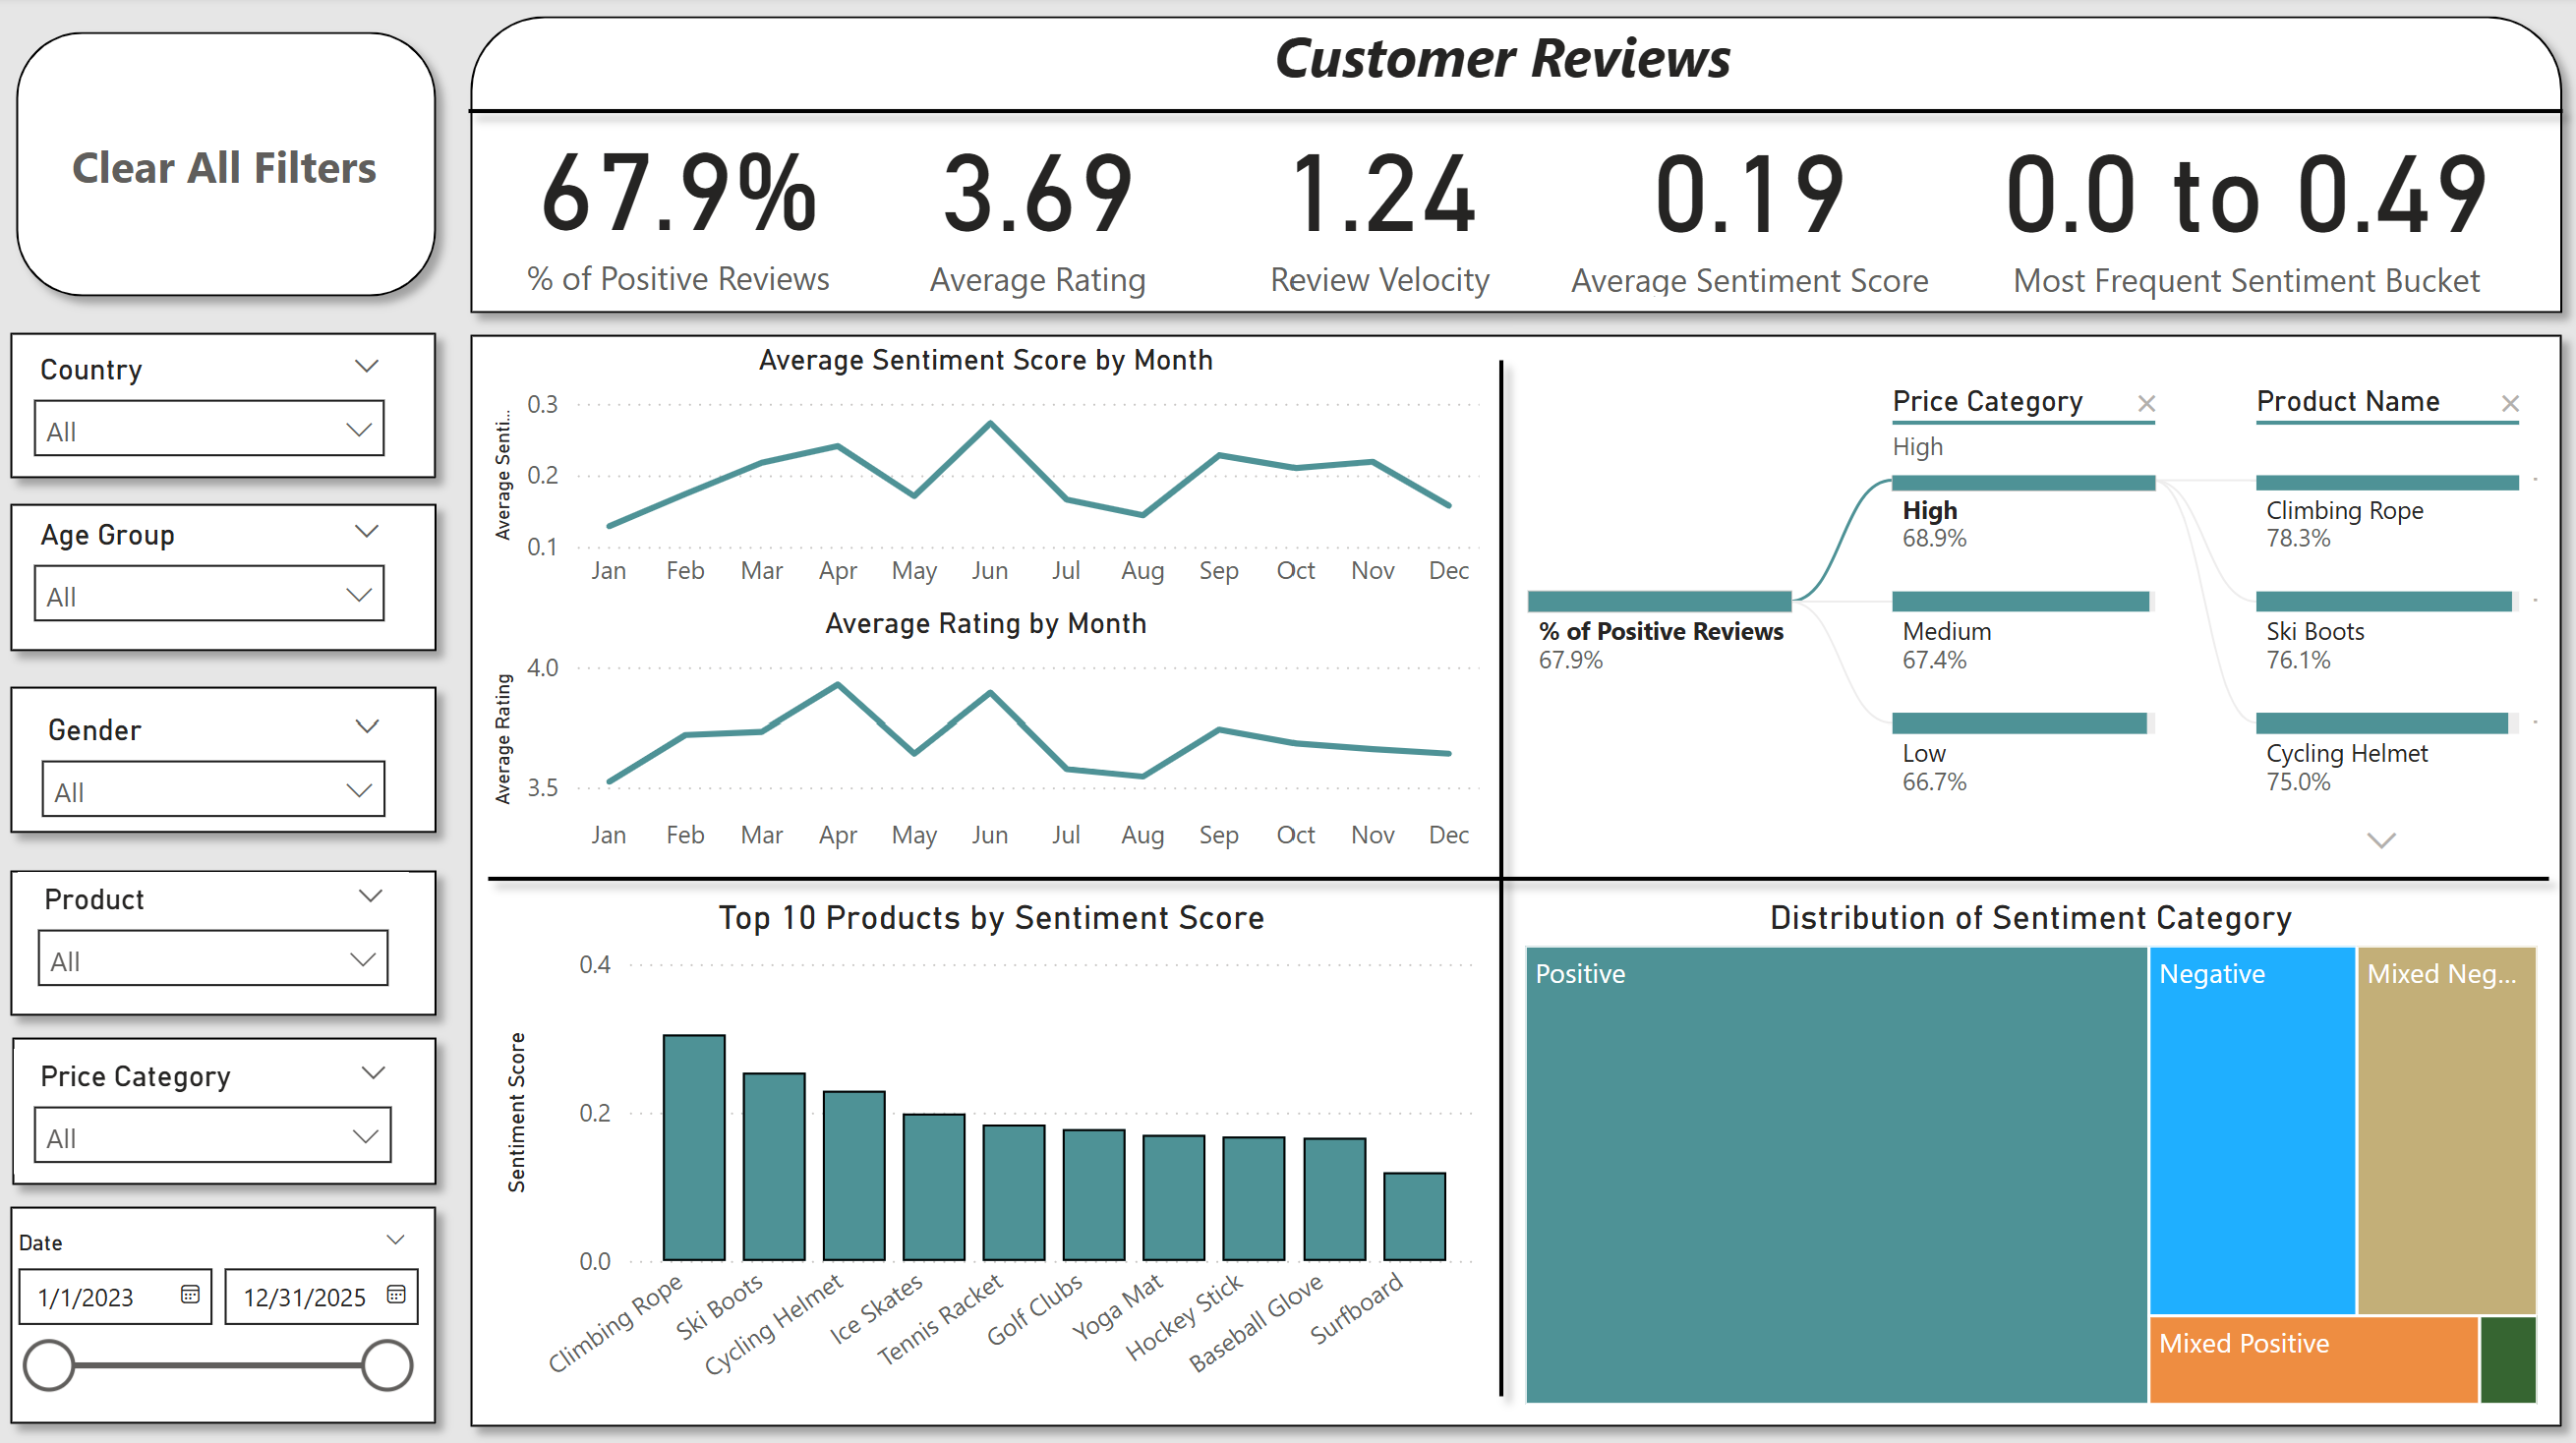 Clear All Filters
Customer Reviews
67.9%
% of Positive Reviews
3.69
Average Rating
1.24
Review Velocity
0.19
Average Sentiment Score
0.0 to 0.49
Most Frequent Sentiment Bucket
Country
All
Age Group
All
Gender
All
Product
All
Price Category
All
Date
1/1/2023
12/31/2025
Average Sentiment Score by Month
Average Senti...
0.3
0.2
0.1
Jan Feb Mar Apr May Jun Jul Aug Sep Oct Nov Dec
Average Rating by Month
Average Rating
4.0
3.5
Jan Feb Mar Apr May Jun Jul Aug Sep Oct Nov Dec
% of Positive Reviews
67.9%
Price Category
High
High
68.9%
Medium
67.4%
Low
66.7%
Product Name
Climbing Rope
78.3%
Ski Boots
76.1%
Cycling Helmet
75.0%
Top 10 Products by Sentiment Score
Sentiment Score
0.4
0.2
0.0
Climbing Rope
Ski Boots
Cycling Helmet
Ice Skates
Tennis Racket
Golf Clubs
Yoga Mat
Hockey Stick
Baseball Glove
Surfboard
Distribution of Sentiment Category
Positive
Negative
Mixed Neg...
Mixed Positive